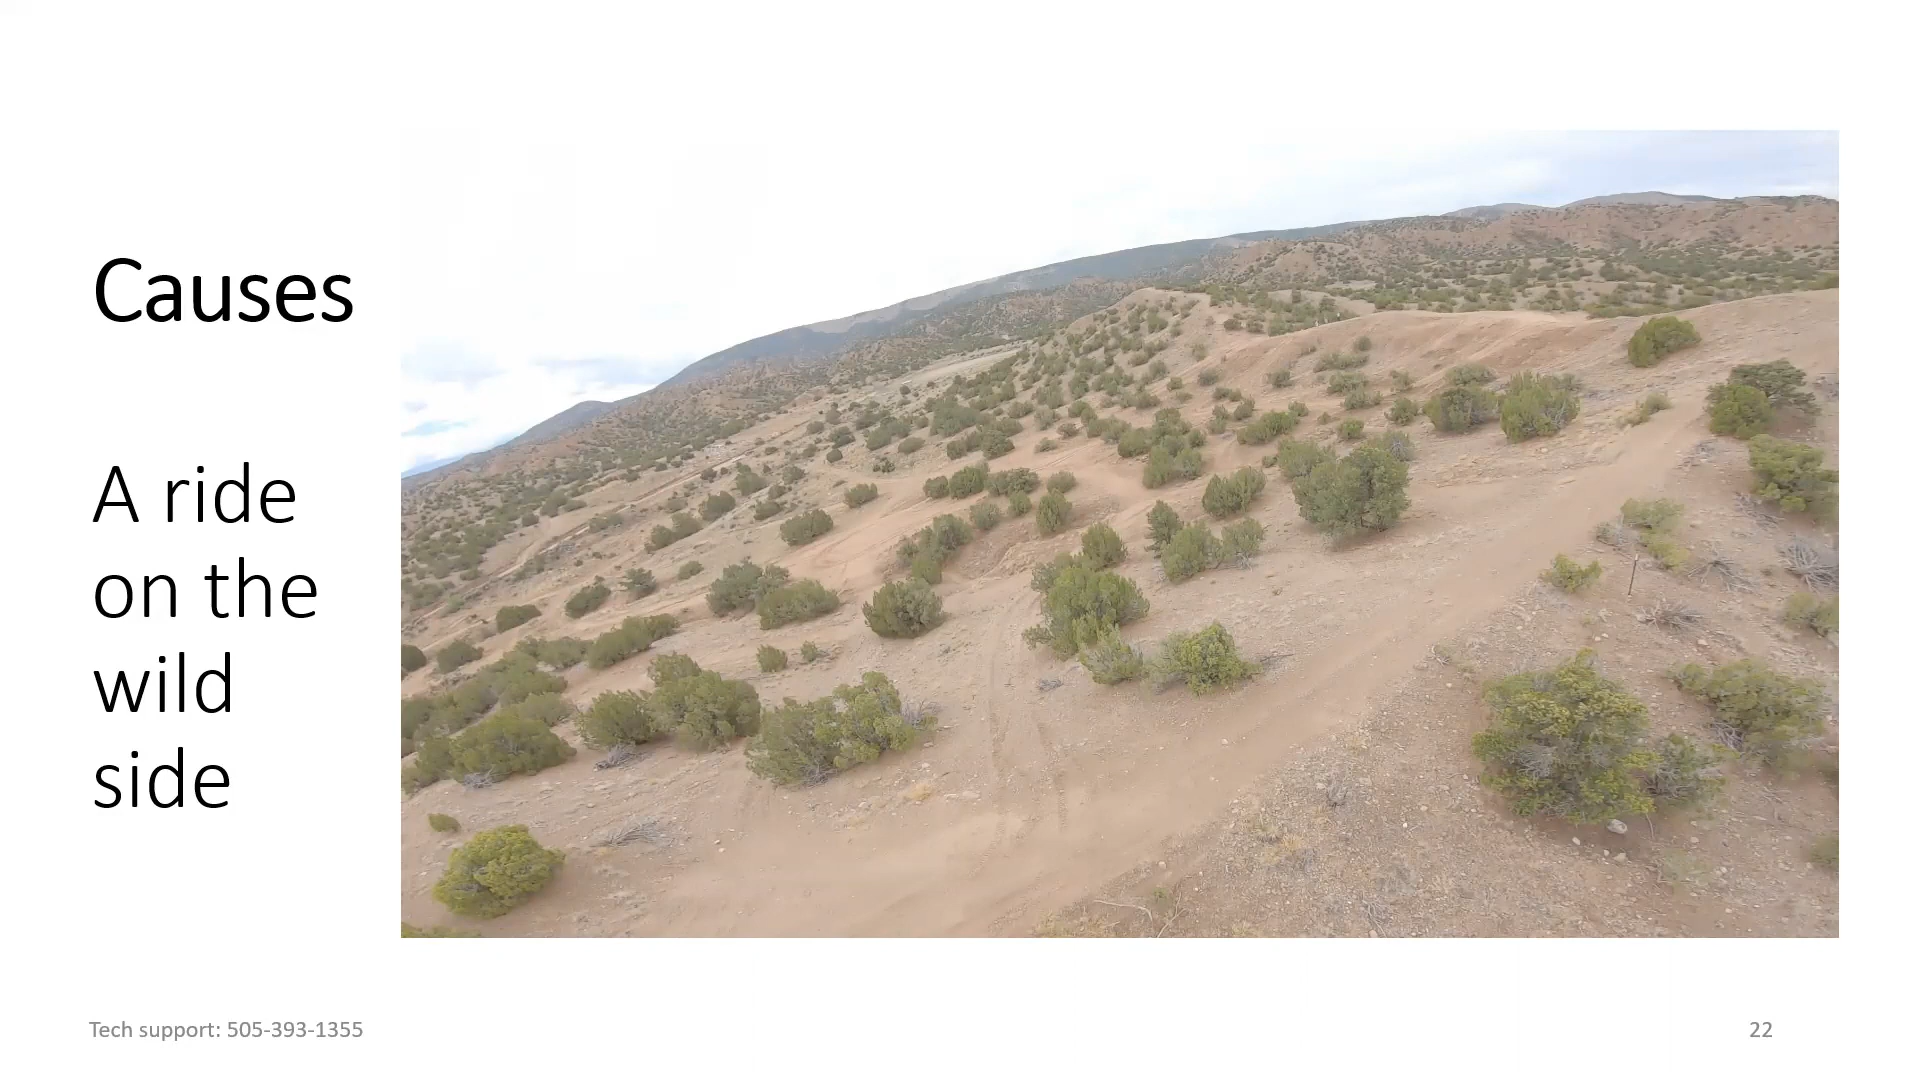 Causes
A ride
on the
wild
side
Tech support: 505-393-1355
22